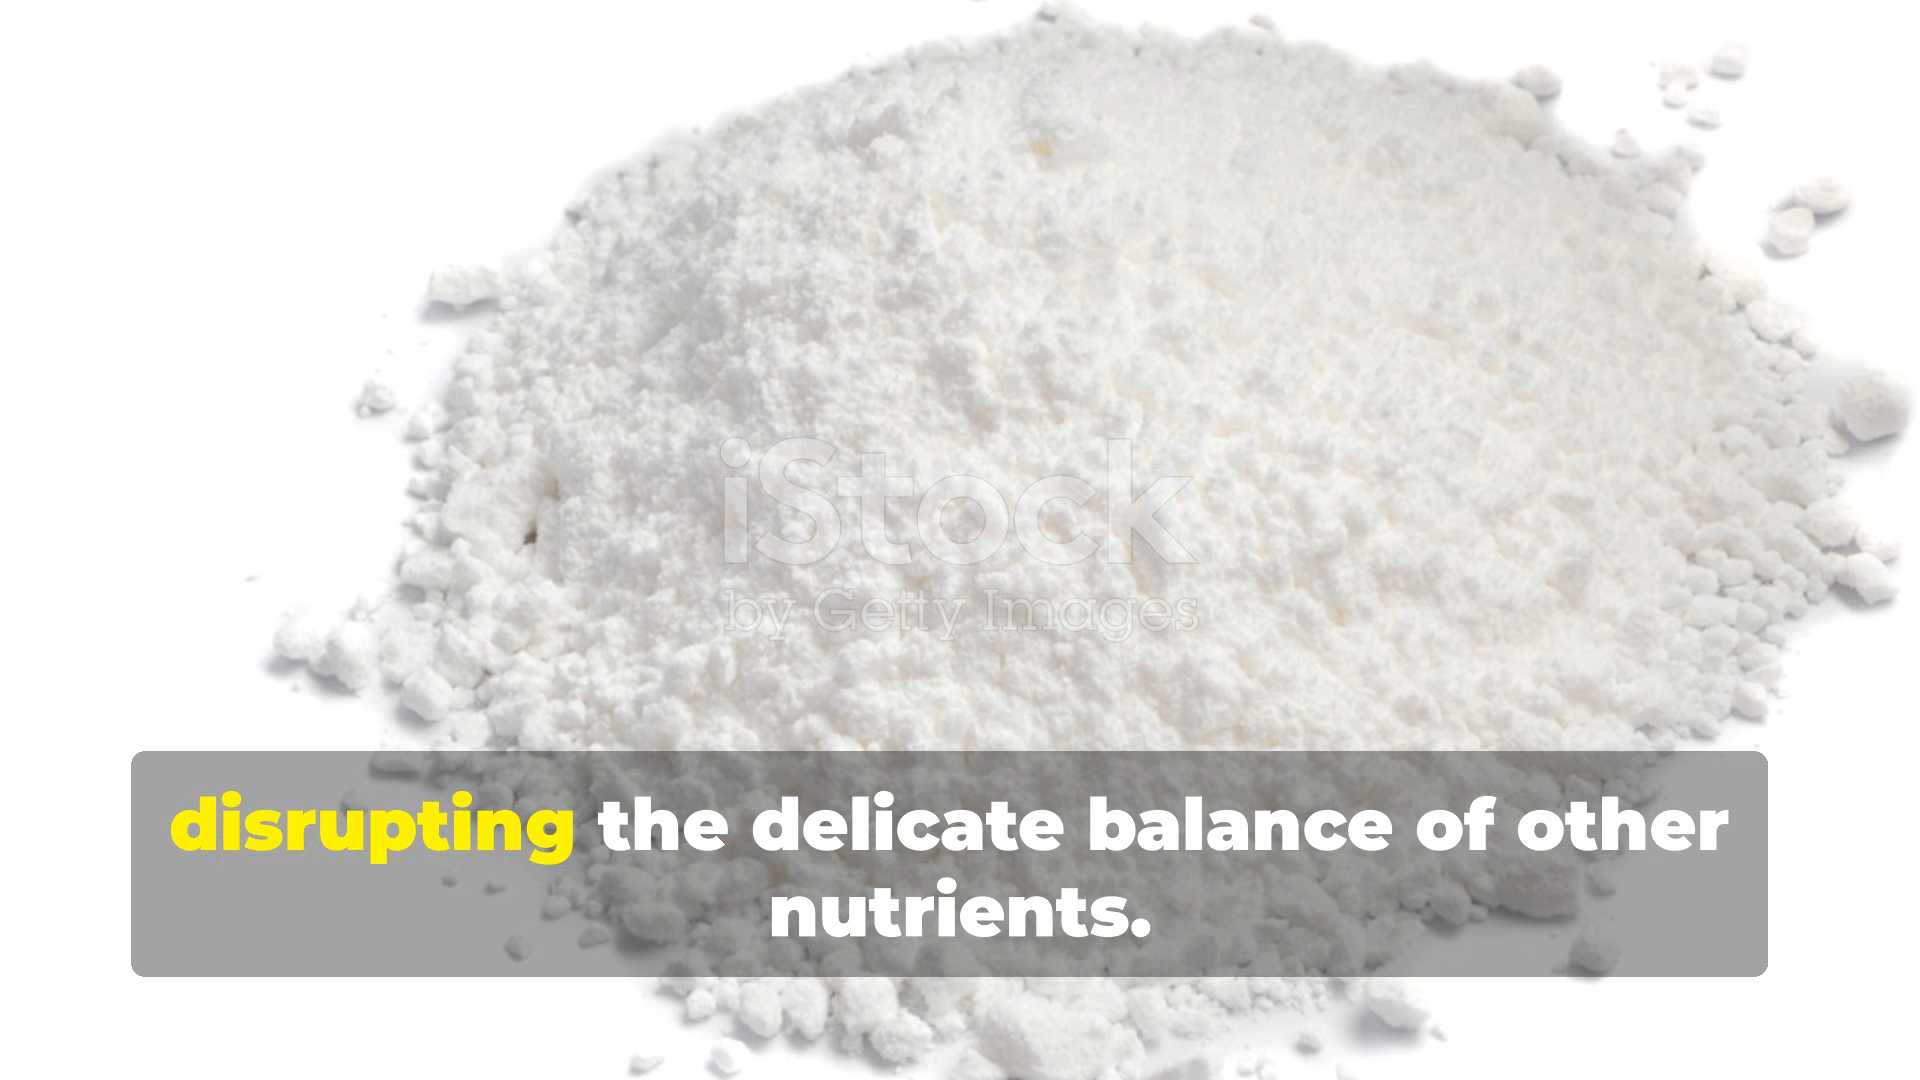 iStock
by Getty Images
disrupting the delicate balance of other
nutrients.